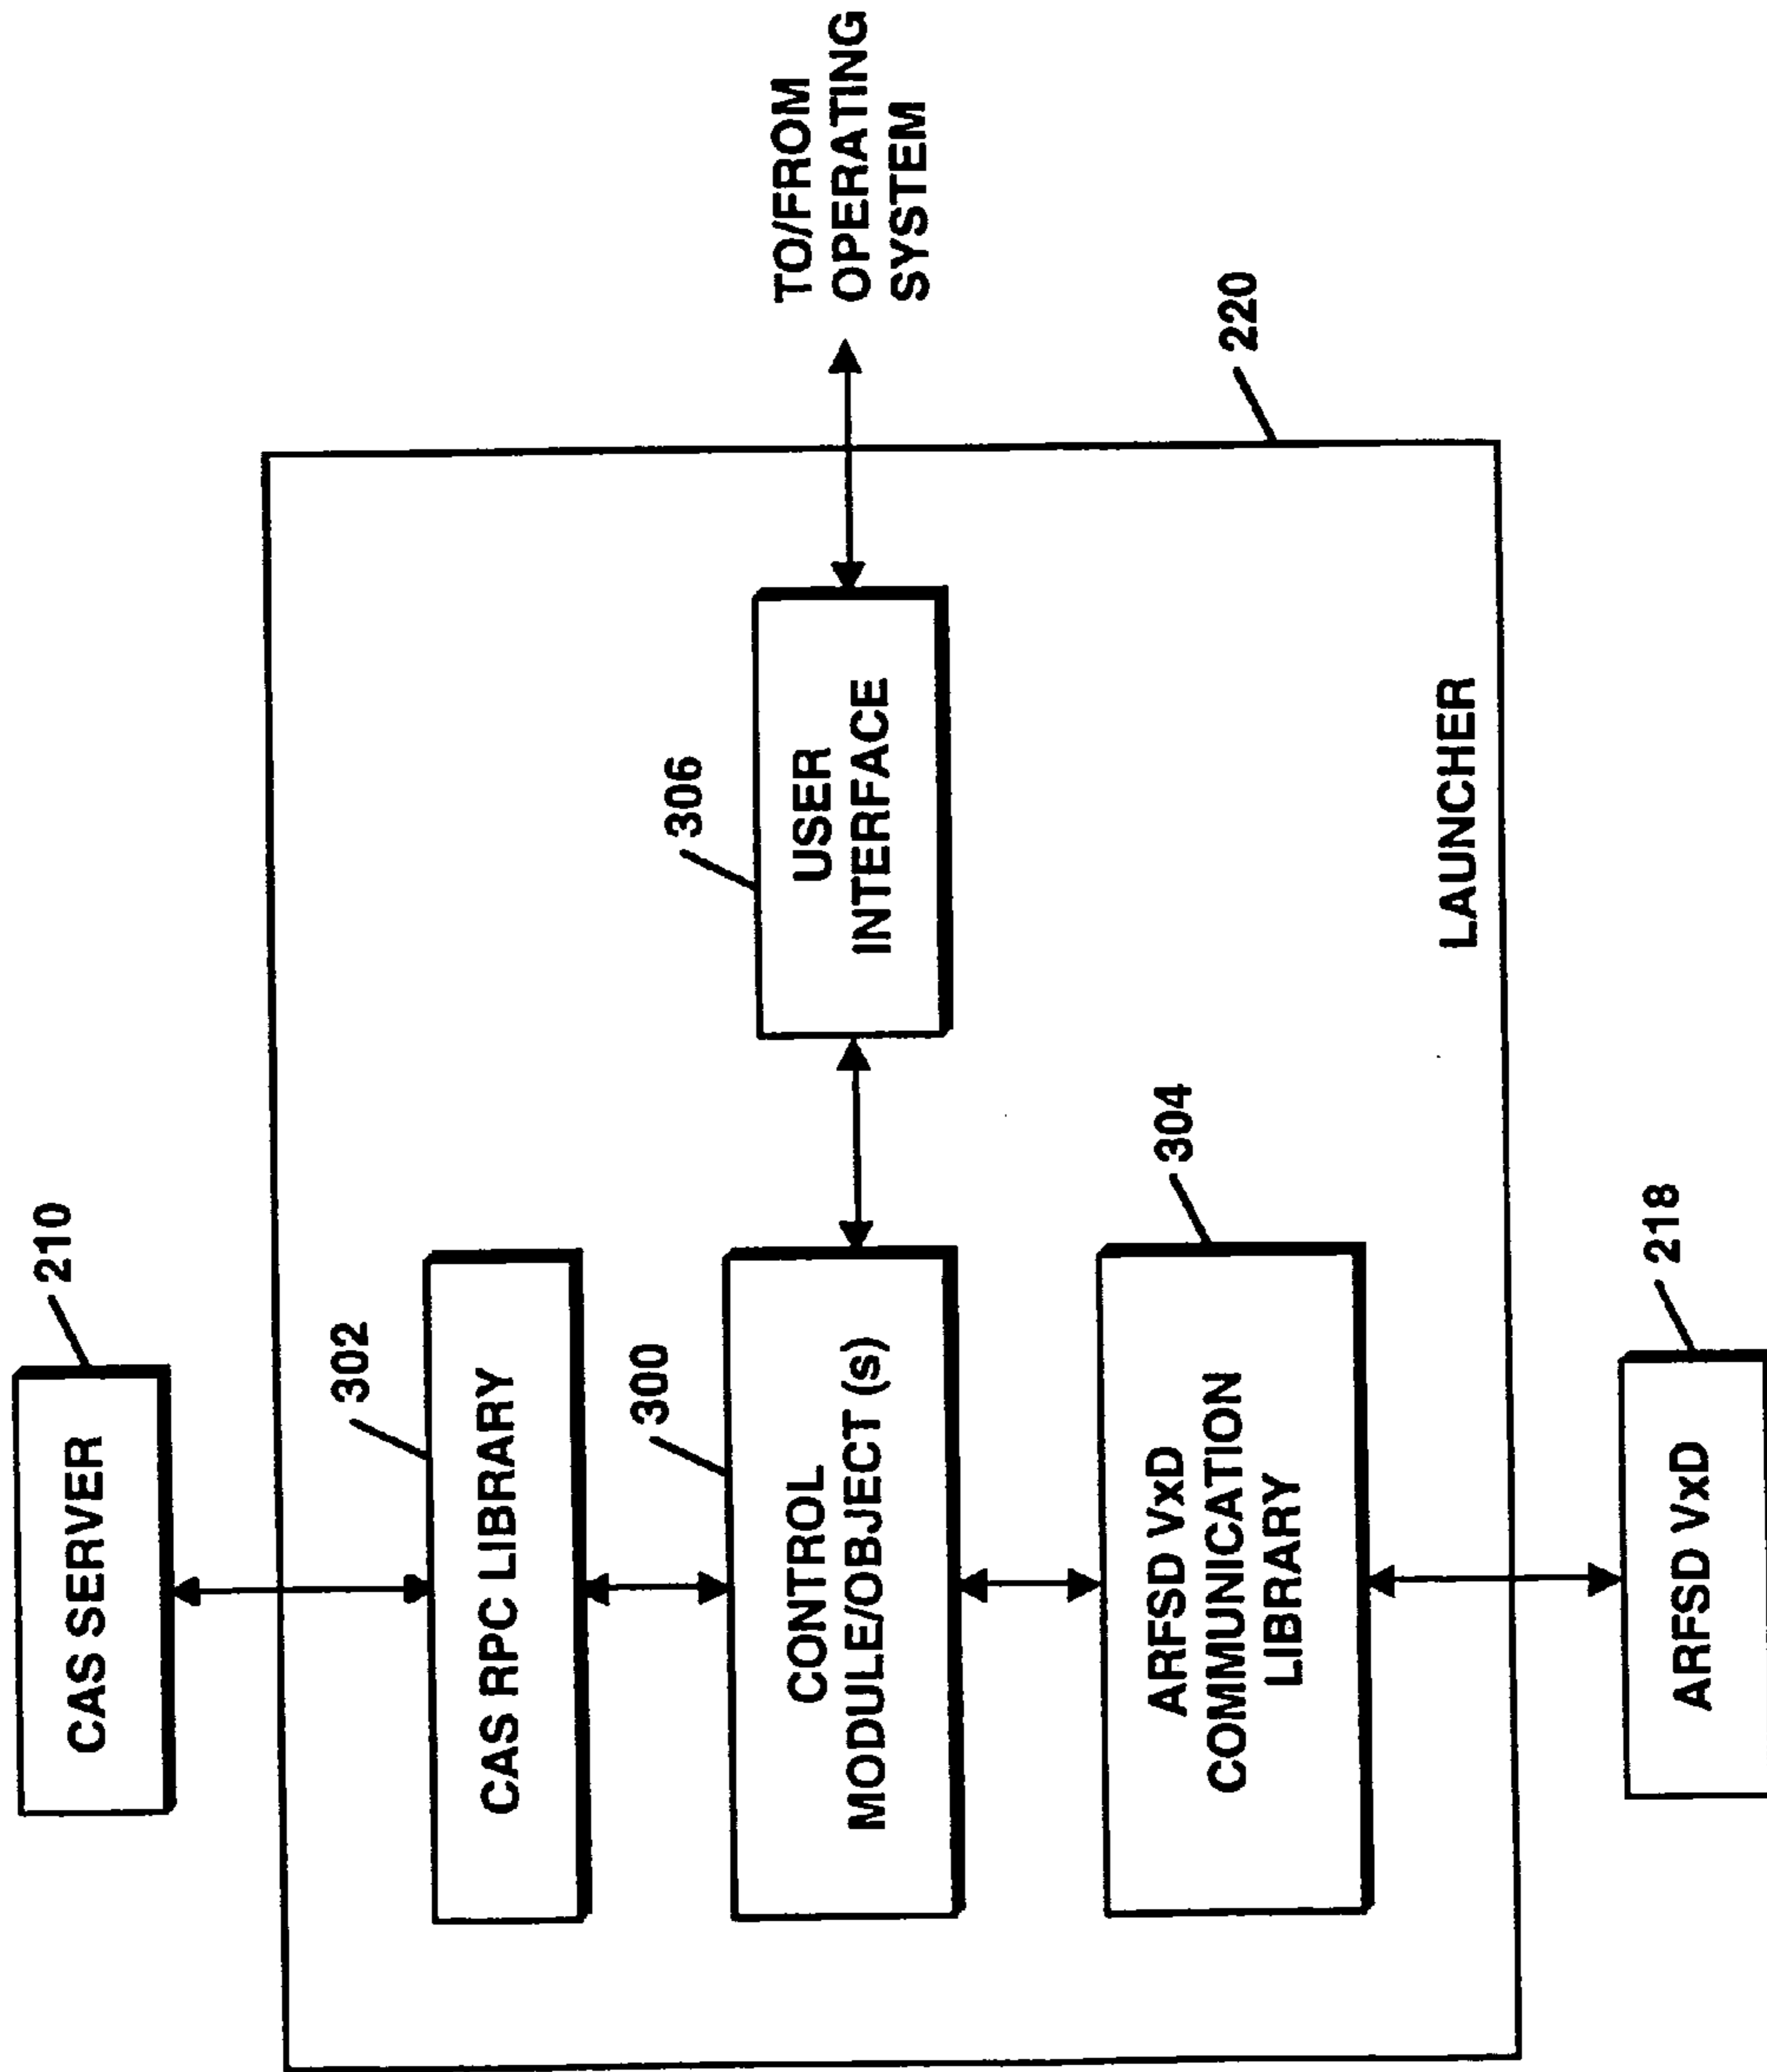 CAS SERVER
210
302
CAS RPC LIBRARY
300
CONTROL
MODULE/OBJECT (s)
306
USER
INTERFACE
TO/FROM
OPERATING
SYSTEM
304
ARFSD VxD
COMMUNICATION
LIBRARY
220
LAUNCHER
218
ARFSD VxD